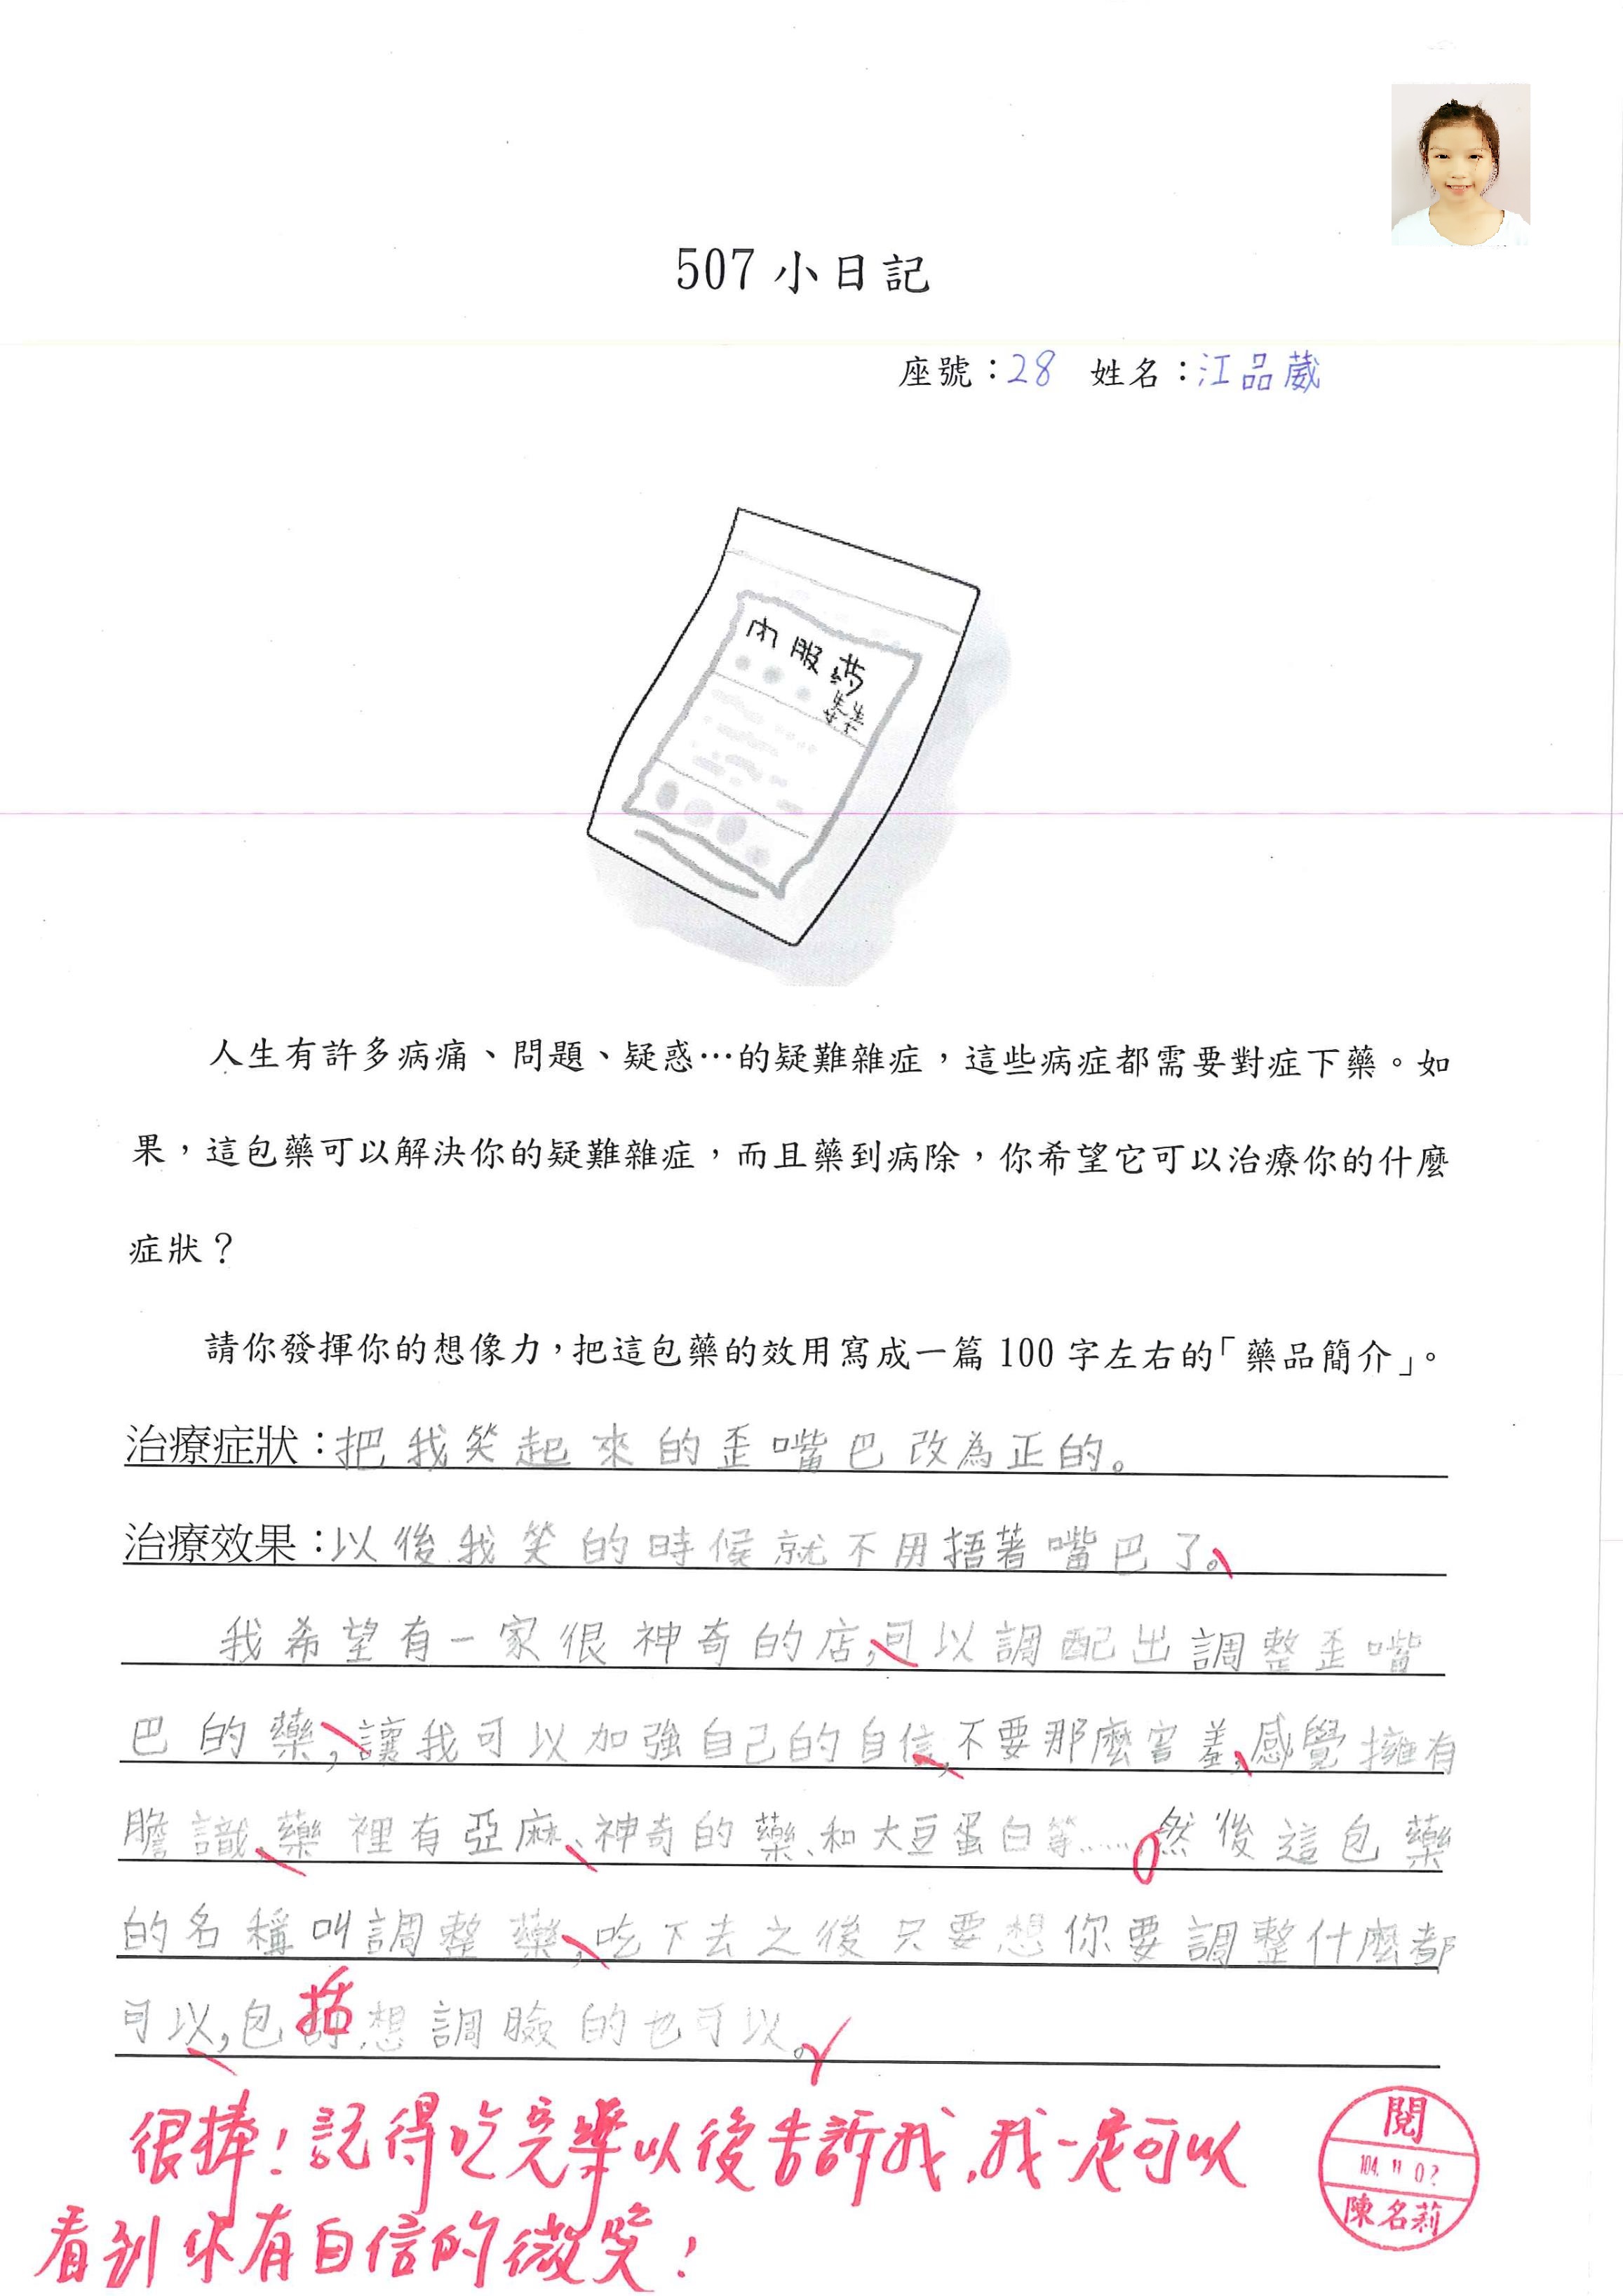 507 小日記
座號：28 姓名：江品葳
內服藥
人生有許多病痛、問題、疑惑…的疑難雜症，這些病症都需要對症下藥。如
果，這包藥可以解決你的疑難雜症，而且藥到病除，你希望它可以治療你的什麼
症狀？
請你發揮你的想像力，把這包藥的效用寫成一篇 100 字左右的「藥品簡介」。
治療症狀：把我笑起來的歪嘴巴改為正的。
治療效果：以後我笑的時候就不用捂著嘴巴了。
我希望有一家很神奇的店，可以調配出調整歪嘴
巴的藥，讓我可以加強自己的自信，不要那麼害羞，感覺擁有
膽識、藥裡有亞麻、神奇的藥、和大豆蛋白等……。然後這包藥
的名稱叫調整藥，吃下去之後只要想你要調整什麼都
可以，包括想調臉的也可以。
很捧！記得吃完藥以後告訴我，我一定可以
看到你有自信的微笑！
閱
104. 11 02
陳名莉